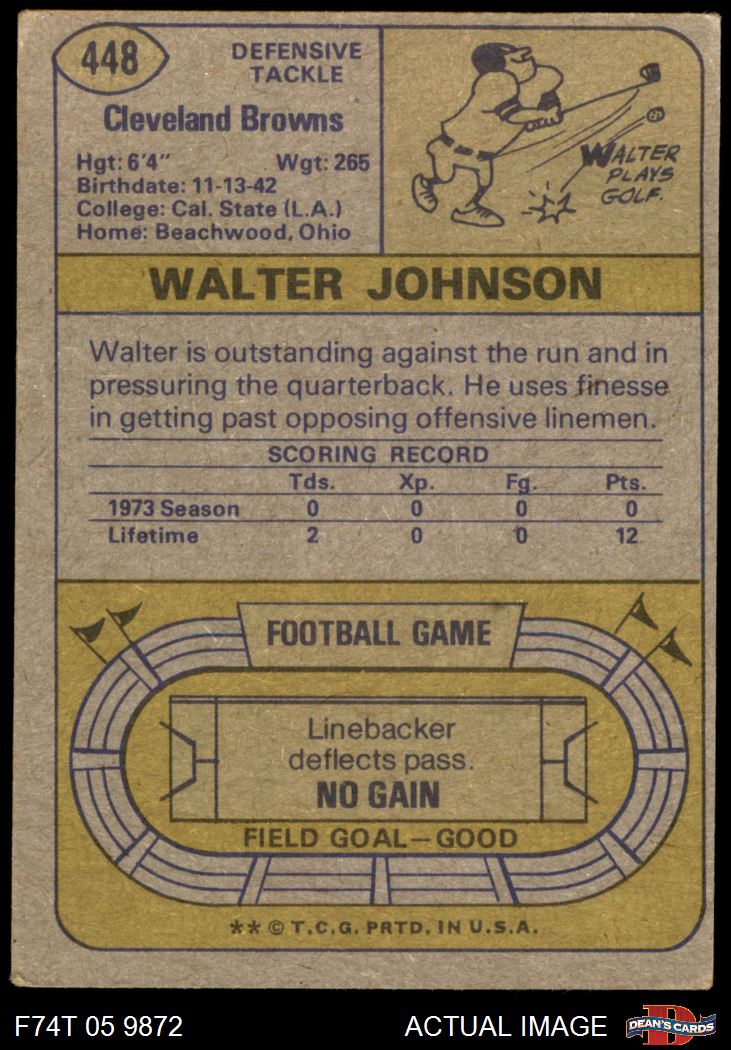 448
DEFENSIVE
TACKLE
Cleveland Browns
Hgt: 6'4" Wgt: 265
Birthdate: 11-13-42
College: Cal. State (L.A.)
Home: Beachwood, Ohio
WALTER
PLAYS
GOLF.
WALTER JOHNSON
Walter is outstanding against the run and in
pressuring the quarterback. He uses finesse
in getting past opposing offensive linemen.
SCORING RECORD
Tds. Xp. Fg. Pts.
1973 Season 0 0 0 0
Lifetime 2 0 0 12
FOOTBALL GAME
Linebacker
deflects pass.
NO GAIN
FIELD GOAL—GOOD
** © T.C.G. PRTD. IN U.S.A.
F74T 05 9872 ACTUAL IMAGE
D
DEAN'S CARDS